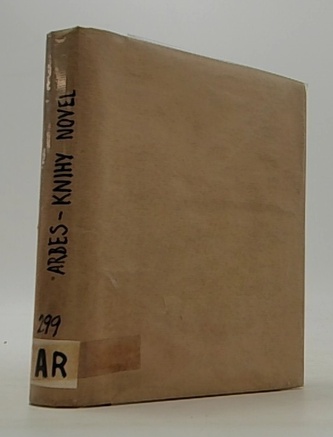 ARBES - KNIHY NOVEL
299
AR